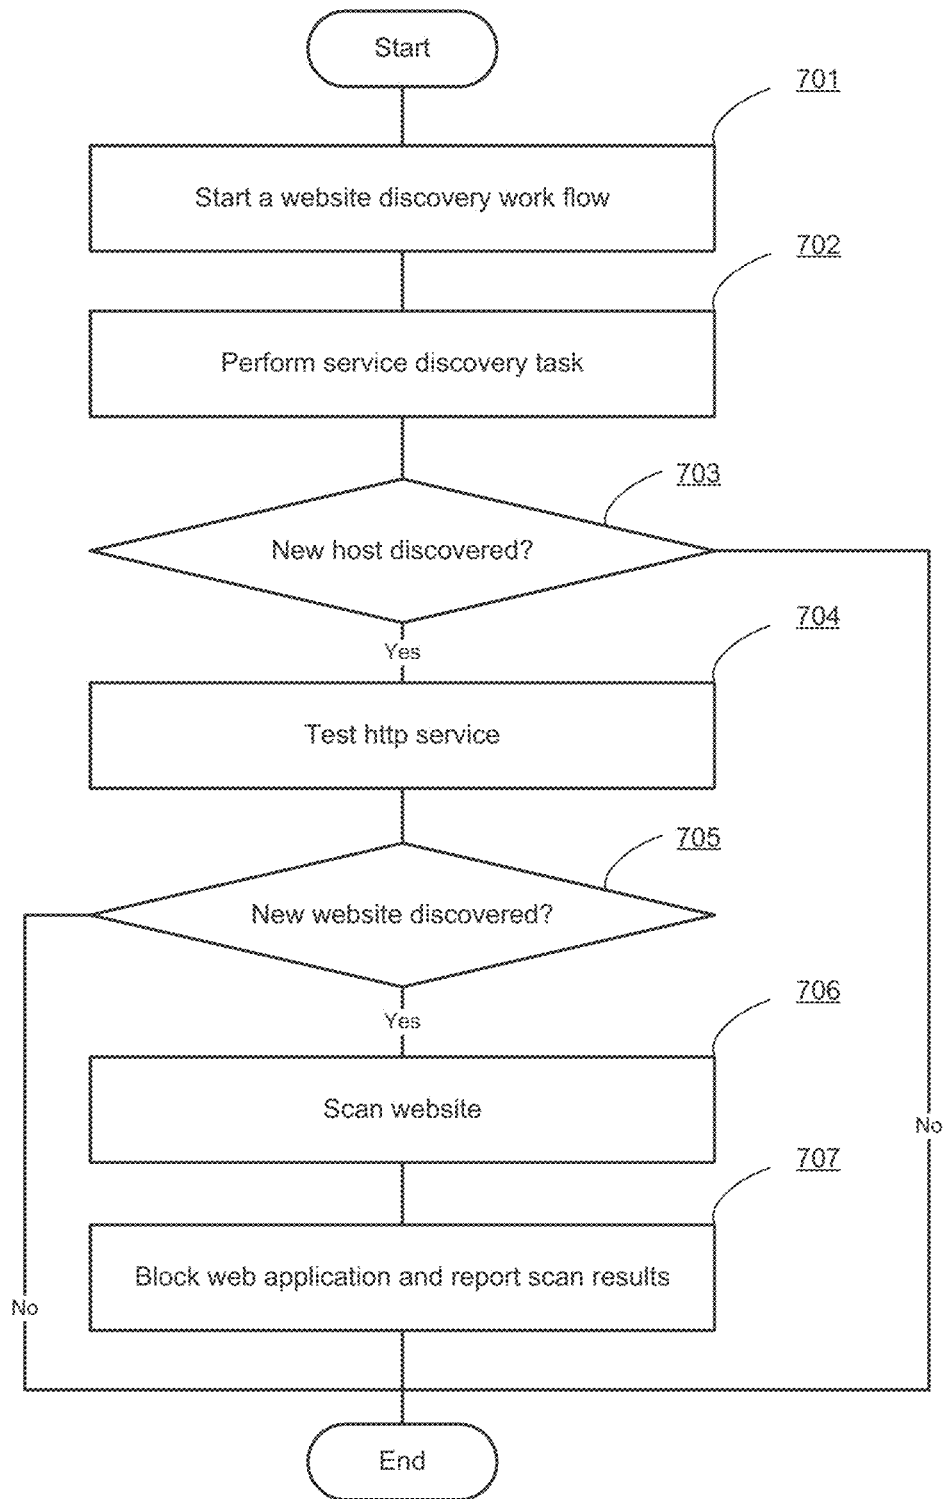 Start
701
Start a website discovery work flow
702
Perform service discovery task
703
New host discovered?
Yes
704
Test http service
705
New website discovered?
Yes
706
Scan website
No
707
Block web application and report scan results
No
End